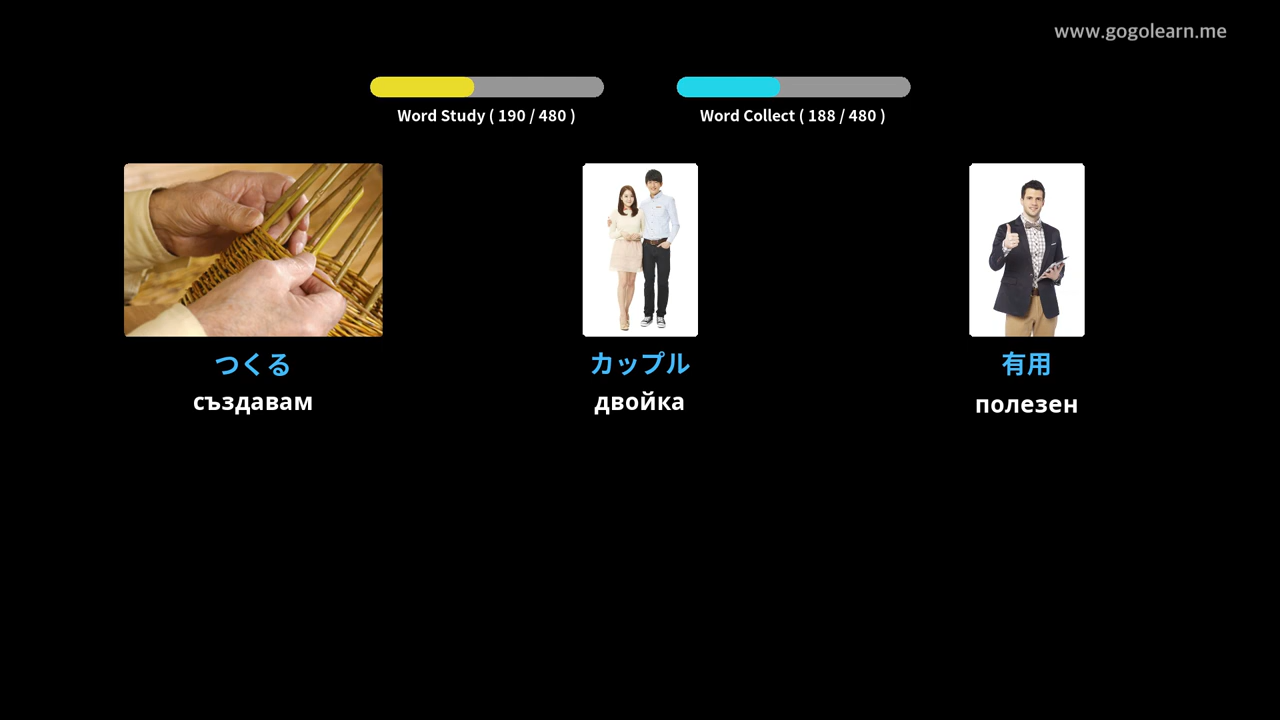 www.gogolearn.me
Word Study ( 190 / 480 )
Word Collect ( 188 / 480 )
つくる
カップル
有用
създавам
двойка
полезен